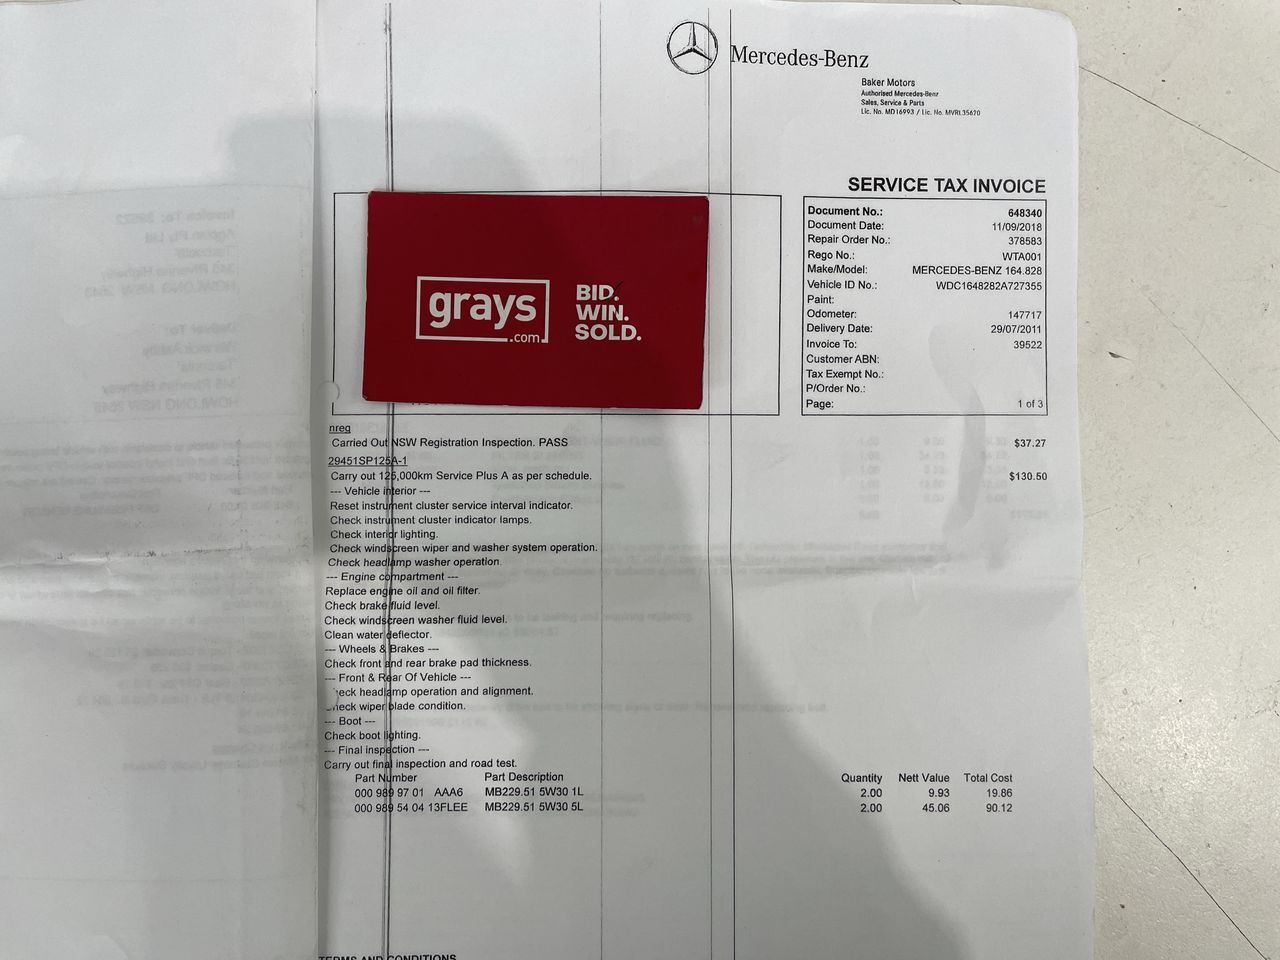 Mercedes-Benz
Baker Motors
Authorised Mercedes-Benz
Sales, Service & Parts
Lic. No. MD16993 / Lic. No. MVRL35620
SERVICE TAX INVOICE
Document No.: 648340
Document Date: 11/09/2018
Repair Order No.: 378583
Rego No.: WTA001
Make/Model: MERCEDES-BENZ 164.828
Vehicle ID No.: WDC1648282A727355
Paint:
Odometer: 147717
Delivery Date: 29/07/2011
Invoice To: 39522
Customer ABN:
Tax Exempt No.:
P/Order No.:
Page: 1 of 3
grays
.com
BID.
WIN.
SOLD.
nreg
Carried Out NSW Registration Inspection. PASS $37.27
29451SP125A-1
Carry out 125,000km Service Plus A as per schedule. $130.50
--- Vehicle interior ---
Reset instrument cluster service interval indicator.
Check instrument cluster indicator lamps.
Check interior lighting.
Check windscreen wiper and washer system operation.
Check headlamp washer operation.
--- Engine compartment ---
Replace engine oil and oil filter.
Check brake fluid level.
Check windscreen washer fluid level.
Clean water deflector.
--- Wheels & Brakes ---
Check front and rear brake pad thickness.
--- Front & Rear Of Vehicle ---
heck headlamp operation and alignment.
heck wiper blade condition.
--- Boot ---
Check boot lighting.
--- Final inspection ---
Carry out final inspection and road test.
Part Number Part Description Quantity Nett Value Total Cost
000 989 97 01 AAA6 MB229.51 5W30 1L 2.00 9.93 19.86
000 989 54 04 13FLEE MB229.51 5W30 5L 2.00 45.06 90.12
TERMS AND CONDITIONS